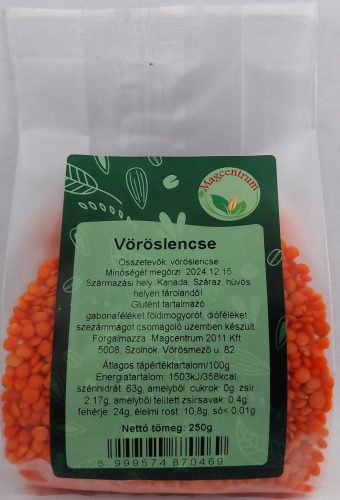 Magcentrum
Vöröslencse
Összetevők: vöröslencse
Minőségét megőrzi: 2024.12.15
Származási hely: Kanada. Száraz, hűvös
helyen tárolandó!
Glutént tartalmazó
gabonaféléket,földimogyorót, dióféléket
szezámmagot csomagoló üzemben készült.
Forgalmazza: Magcentrum 2011 Kft
5008, Szolnok. Vörösmező u. 82
Átlagos tápértéktartalom/100g:
Energiatartalom: 1503kJ/358kcal
szénhidrát: 63g, amelyből cukrok: 0g, zsír:
2.17g, amelyből telített zsírsavak: 0.4g,
fehérje: 24g, élelmi rost: 10,8g, só< 0.01g
Nettó tömeg: 250g
5 999574 870469